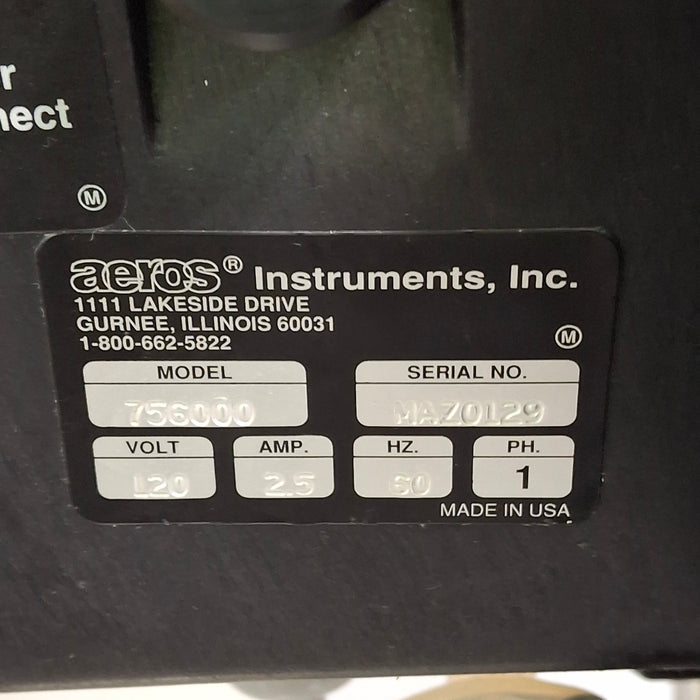 r
nect
M
aeros® Instruments, Inc.
1111 LAKESIDE DRIVE
GURNEE, ILLINOIS 60031
1-800-662-5822
M
MODEL SERIAL NO.
756000 MAZ0129
VOLT AMP. HZ. PH.
120 2.5 60 1
MADE IN USA